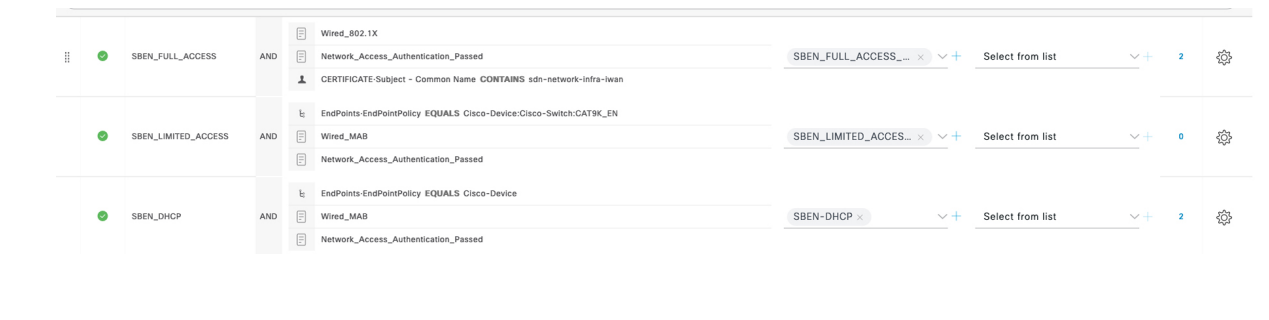 Wired_802.1X
SBEN_FULL_ACCESS AND Network_Access_Authentication_Passed SBEN_FULL_ACCESS_... × Select from list 2
CERTIFICATE·Subject - Common Name CONTAINS sdn-network-infra-iwan
EndPoints·EndPointPolicy EQUALS Cisco-Device:Cisco-Switch:CAT9K_EN
SBEN_LIMITED_ACCESS AND Wired_MAB SBEN_LIMITED_ACCES... × Select from list 0
Network_Access_Authentication_Passed
EndPoints·EndPointPolicy EQUALS Cisco-Device
SBEN_DHCP AND Wired_MAB SBEN-DHCP × Select from list 2
Network_Access_Authentication_Passed